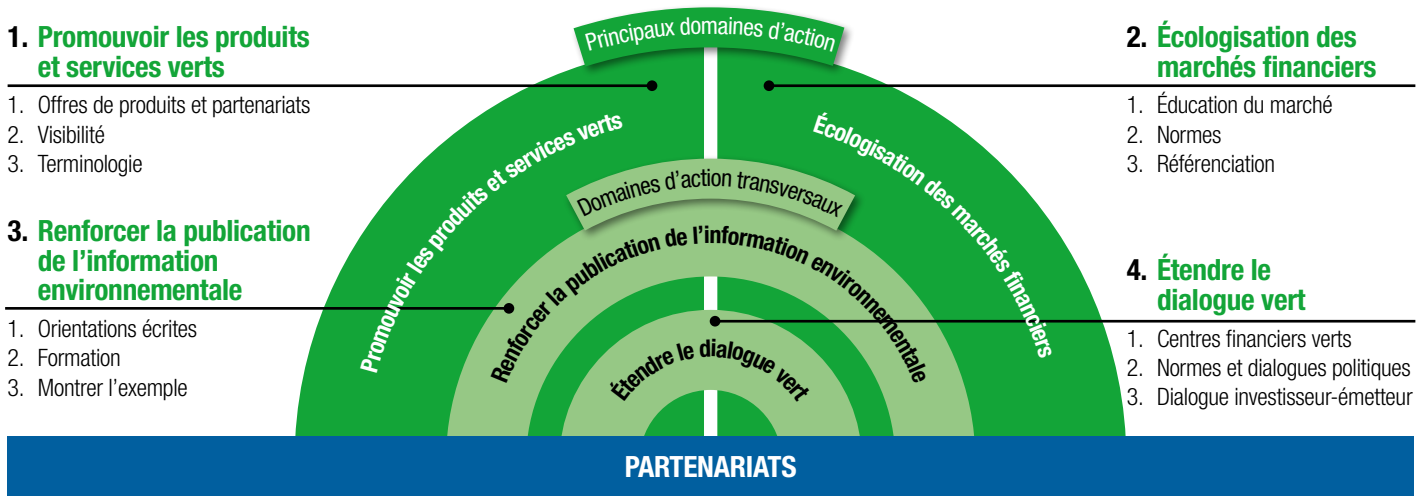 1. Promouvoir les produits
et services verts
1. Offres de produits et partenariats
2. Visibilité
3. Terminologie
3. Renforcer la publication
de l’information
environnementale
1. Orientations écrites
2. Formation
3. Montrer l’exemple
Principaux domaines d’action
Promouvoir les produits et services verts
Écologisation des marchés financiers
Domaines d’action transversaux
Renforcer la publication de l’information environnementale
Étendre le dialogue vert
2. Écologisation des
marchés financiers
1. Éducation du marché
2. Normes
3. Référenciation
4. Étendre le
dialogue vert
1. Centres financiers verts
2. Normes et dialogues politiques
3. Dialogue investisseur-émetteur
PARTENARIATS